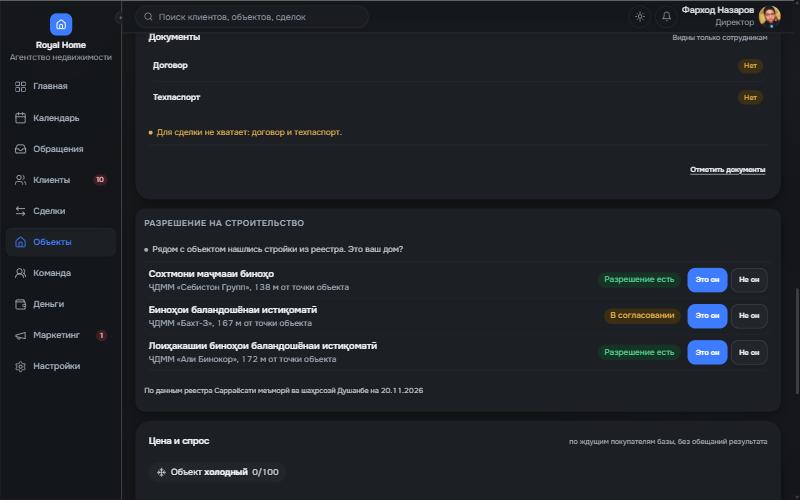 Royal Home
Агентство недвижимости
Главная
Календарь
Обращения
Клиенты 10
Сделки
Объекты
Команда
Деньги
Маркетинг 1
Настройки
Поиск клиентов, объектов, сделок
Фарход Назаров
Директор
Документы
Видны только сотрудникам
Договор
Нет
Техпаспорт
Нет
Для сделки не хватает: договор и техпаспорт.
Отметить документы
РАЗРЕШЕНИЕ НА СТРОИТЕЛЬСТВО
Рядом с объектом нашлись стройки из реестра. Это ваш дом?
Сохтмони маҷмааи биноҳо
ҶДММ «Себистон Групп», 138 м от точки объекта
Разрешение есть
Это он
Не он
Биноҳои баландошёнаи истиқоматӣ
ҶДММ «Бахт-3», 167 м от точки объекта
В согласовании
Это он
Не он
Лоиҳакашии биноҳои баландошёнаи истиқоматӣ
ҶДММ «Али Бинокор», 172 м от точки объекта
Разрешение есть
Это он
Не он
По данным реестра Сарраёсати меъморӣ ва шаҳрсозӣ Душанбе на 20.11.2026
Цена и спрос
по ждущим покупателям базы, без обещаний результата
Объект холодный 0/100